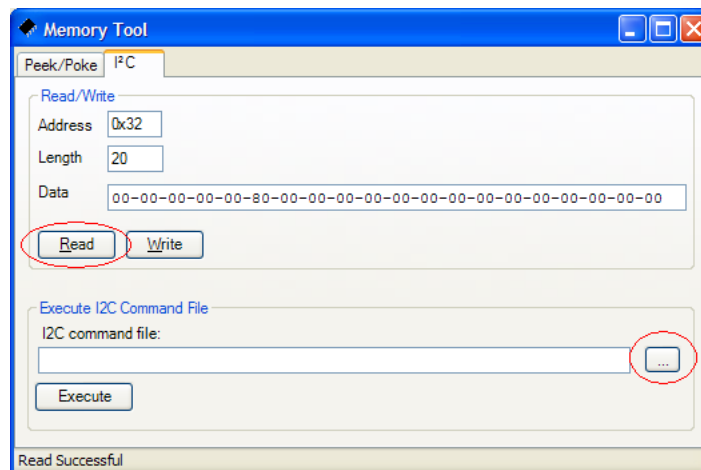 Memory Tool
Peek/Poke I²C
Read/Write
Address 0x32
Length 20
Data 00-00-00-00-00-80-00-00-00-00-00-00-00-00-00-00-00-00-00-00
Read Write
Execute I2C Command File
I2C command file:
...
Execute
Read Successful